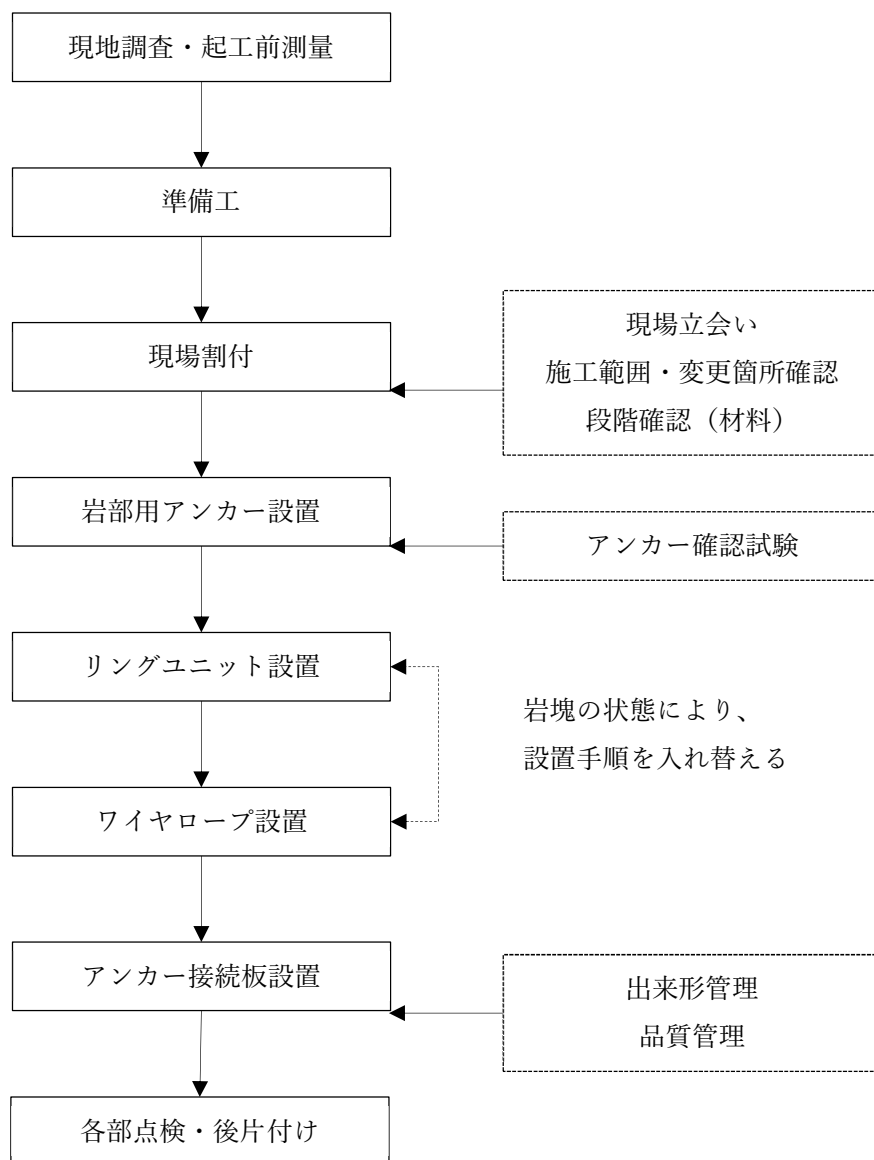 現地調査・起工前測量
準備工
現場割付
現場立会い
施工範囲・変更箇所確認
段階確認（材料）
岩部用アンカー設置
アンカー確認試験
リングユニット設置
岩塊の状態により、
設置手順を入れ替える
ワイヤロープ設置
アンカー接続板設置
出来形管理
品質管理
各部点検・後片付け